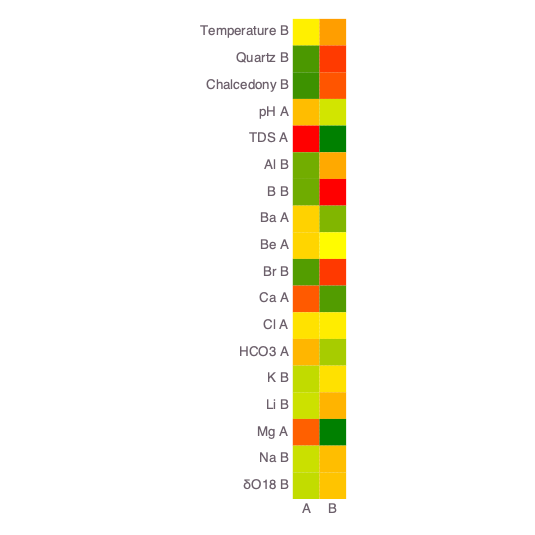 Temperature B
Quartz B
Chalcedony B
pH A
TDS A
Al B
B B
Ba A
Be A
Br B
Ca A
Cl A
HCO3 A
K B
Li B
Mg A
Na B
δO18 B
A B